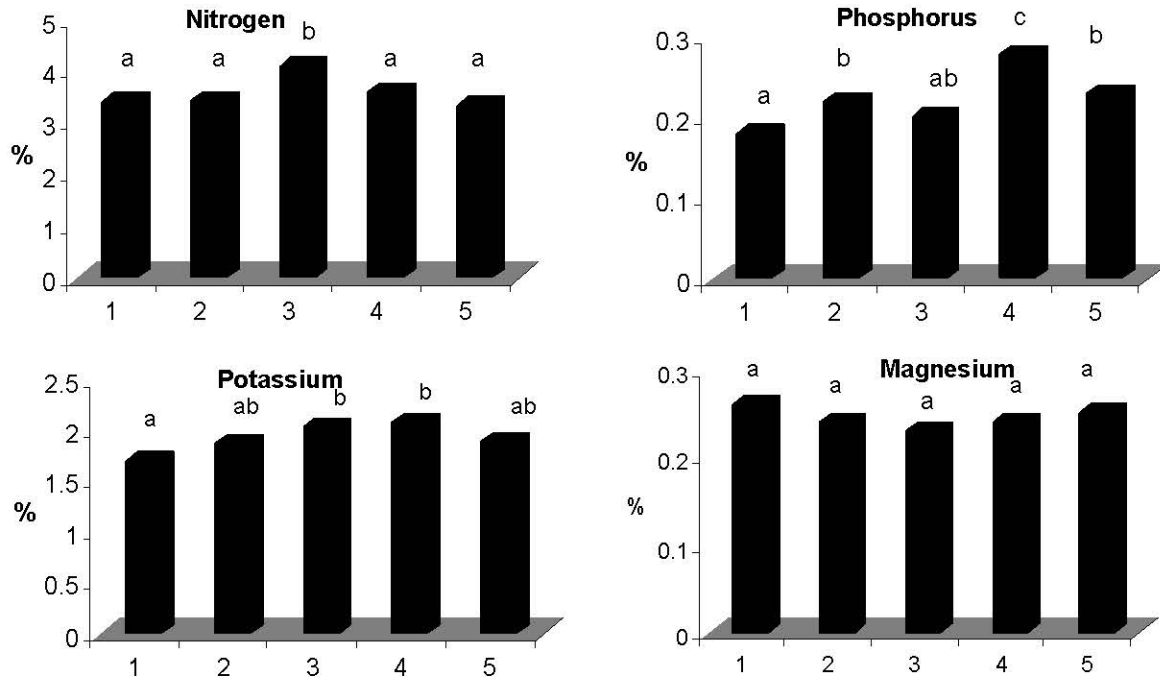 Nitrogen
5
4
3
2
1
0
%
a a b a a
1 2 3 4 5
Phosphorus
0.3
0.2
0.1
0
%
a b ab c b
1 2 3 4 5
Potassium
2.5
2
1.5
1
0.5
0
%
a ab b b ab
1 2 3 4 5
Magnesium
0.3
0.2
0.1
0
%
a a a a a
1 2 3 4 5